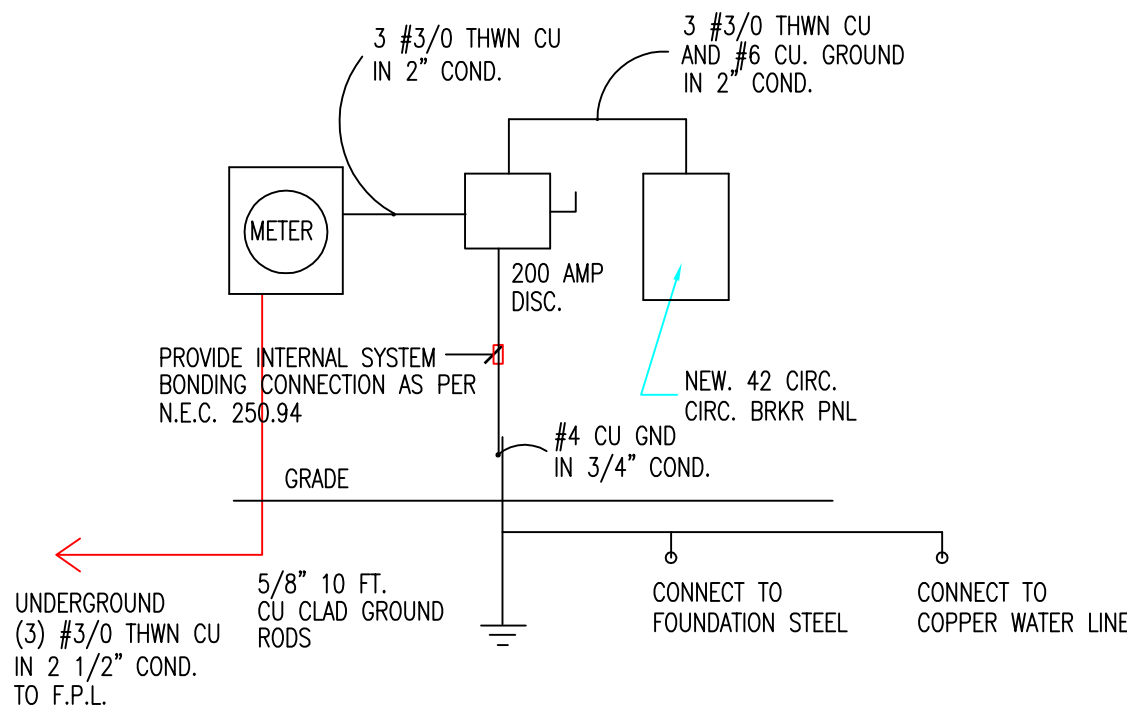 3 #3/0 THWN CU
IN 2" COND.
3 #3/0 THWN CU
AND #6 CU. GROUND
IN 2" COND.
METER
200 AMP
DISC.
PROVIDE INTERNAL SYSTEM
BONDING CONNECTION AS PER
N.E.C. 250.94
NEW. 42 CIRC.
CIRC. BRKR PNL
#4 CU GND
IN 3/4" COND.
GRADE
5/8" 10 FT.
CU CLAD GROUND
RODS
CONNECT TO
FOUNDATION STEEL
CONNECT TO
COPPER WATER LINE
UNDERGROUND
(3) #3/0 THWN CU
IN 2 1/2" COND.
TO F.P.L.